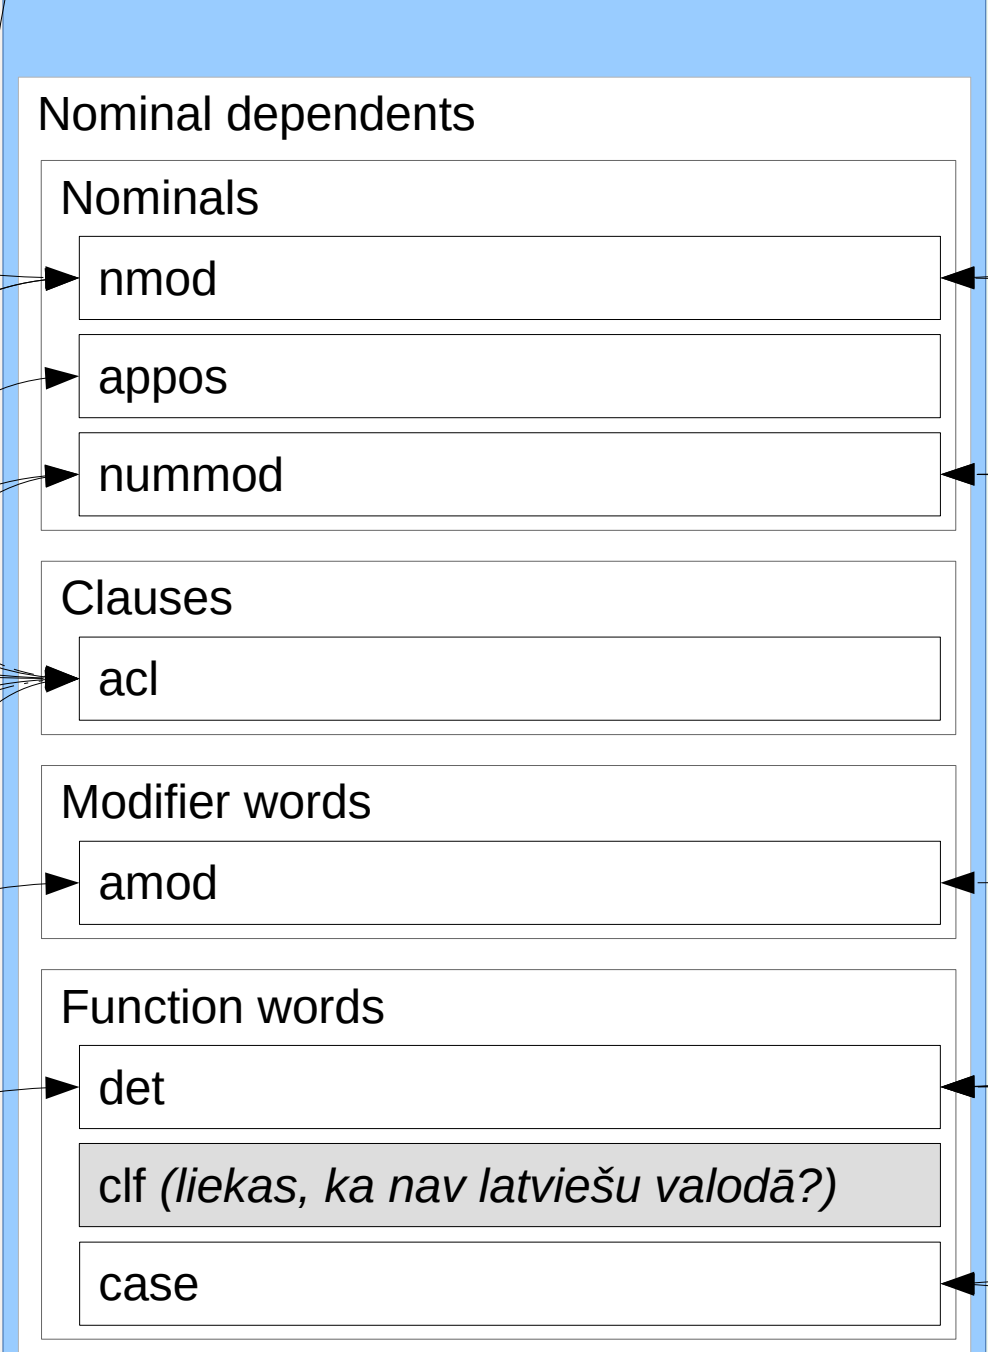 Nominal dependents
Nominals
nmod
appos
nummod
Clauses
acl
Modifier words
amod
Function words
det
clf (liekas, ka nav latviešu valodā?)
case